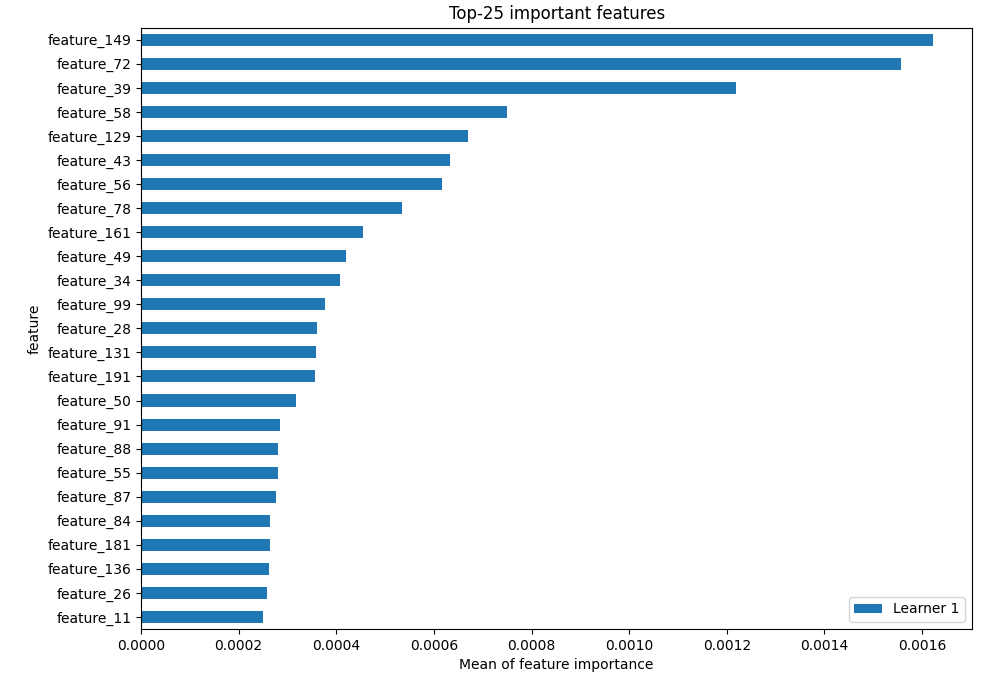 Top-25 important features
feature_149
feature_72
feature_39
feature_58
feature_129
feature_43
feature_56
feature_78
feature_161
feature_49
feature_34
feature_99
feature_28
feature_131
feature_191
feature_50
feature_91
feature_88
feature_55
feature_87
feature_84
feature_181
feature_136
feature_26
feature_11
feature
Learner 1
0.0000 0.0002 0.0004 0.0006 0.0008 0.0010 0.0012 0.0014 0.0016
Mean of feature importance